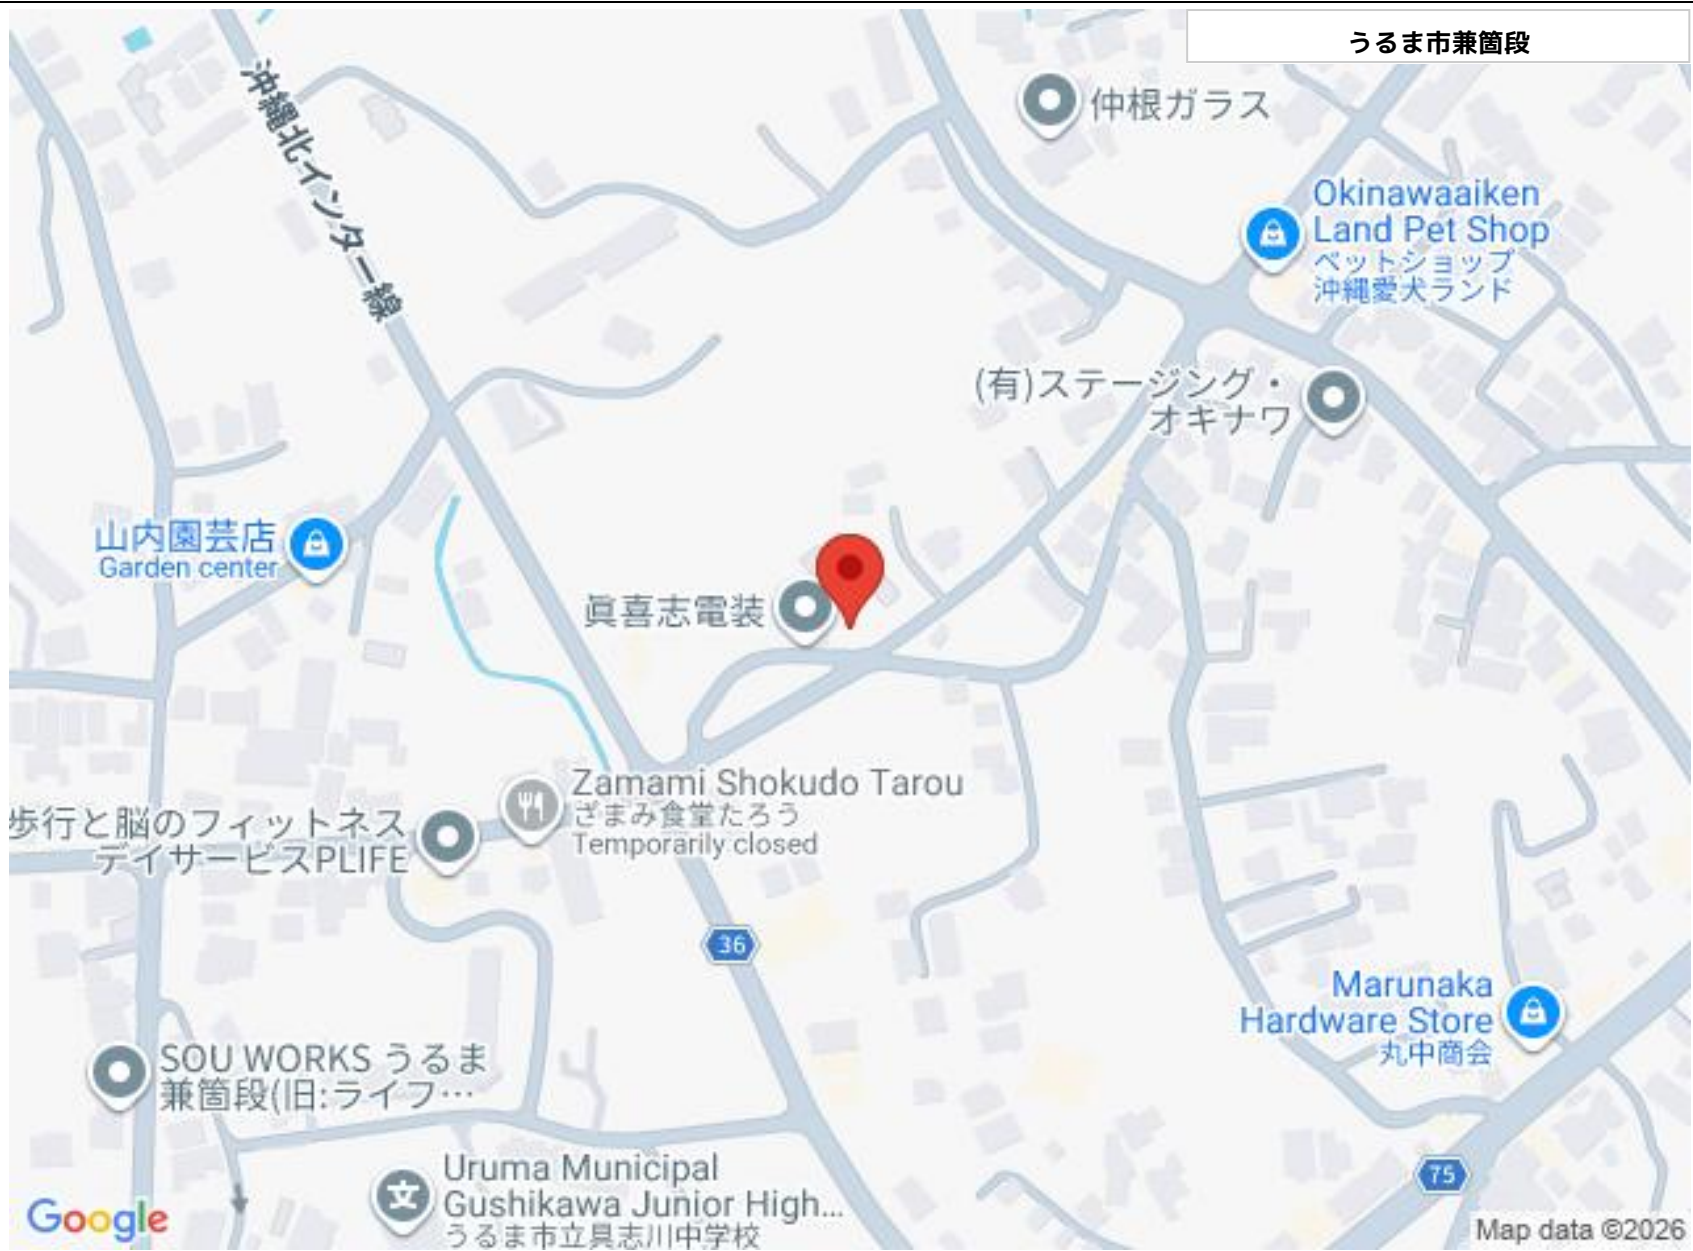 うるま市兼箇段
沖縄北インター線
仲根ガラス
Okinawaaiken
Land Pet Shop
ペットショップ
沖縄愛犬ランド
(有)ステージング・
オキナワ
山内園芸店
Garden center
眞喜志電装
Zamami Shokudo Tarou
ざまみ食堂たろう
Temporarily closed
歩行と脳のフィットネス
デイサービスPLIFE
36
Marunaka
Hardware Store
丸中商会
SOU WORKS うるま
兼箇段(旧:ライフ…
75
Uruma Municipal
Gushikawa Junior High...
うるま市立具志川中学校
Google
Map data ©2026